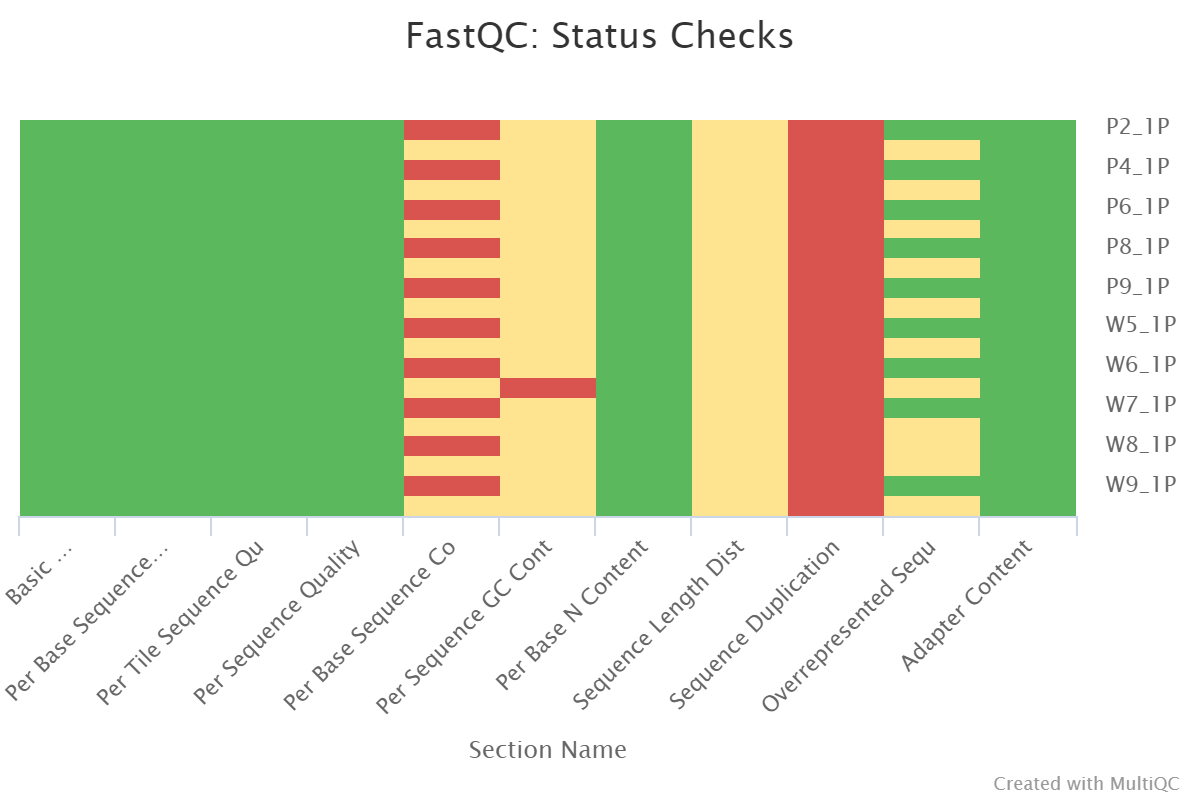 FastQC: Status Checks
P2_1P
P4_1P
P6_1P
P8_1P
P9_1P
W5_1P
W6_1P
W7_1P
W8_1P
W9_1P
Basic ...
Per Base Sequence...
Per Tile Sequence Qu
Per Sequence Quality
Per Base Sequence Co
Per Sequence GC Cont
Per Base N Content
Sequence Length Dist
Sequence Duplication
Overrepresented Sequ
Adapter Content
Section Name
Created with MultiQC